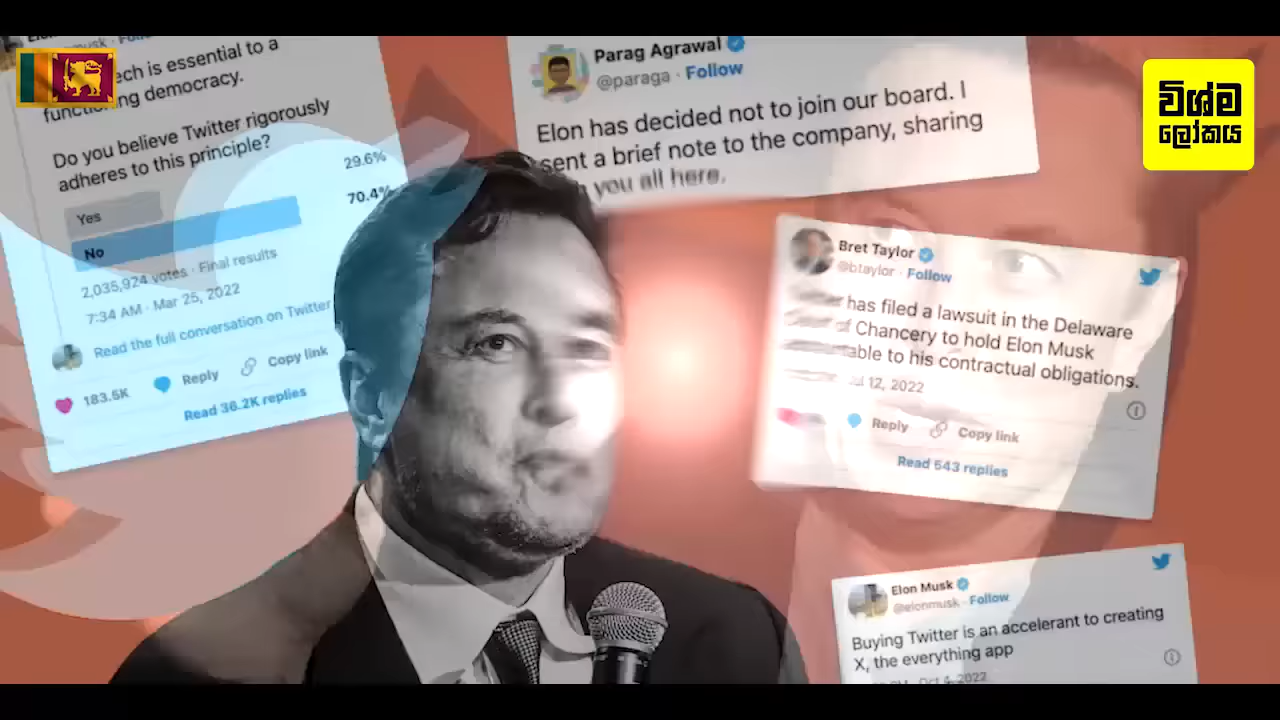 ech is essential to a
functioning democracy.
Do you believe Twitter rigorously
adheres to this principle?
29.6%
Yes
70.4%
No
2,035,924 votes · Final results
7:34 AM · Mar 25, 2022
Read the full conversation on Twitter
183.5K
Reply
Copy link
Read 36.2K replies
Parag Agrawal
@paraga · Follow
Elon has decided not to join our board. I
sent a brief note to the company, sharing
you all here.
විශ්ම
ලෝකය
Bret Taylor
@btaylor · Follow
has filed a lawsuit in the Delaware
of Chancery to hold Elon Musk
to his contractual obligations.
12, 2022
Reply
Copy link
Read 543 replies
Elon Musk
@elonmusk · Follow
Buying Twitter is an accelerant to creating
X, the everything app
Oct 4, 2022